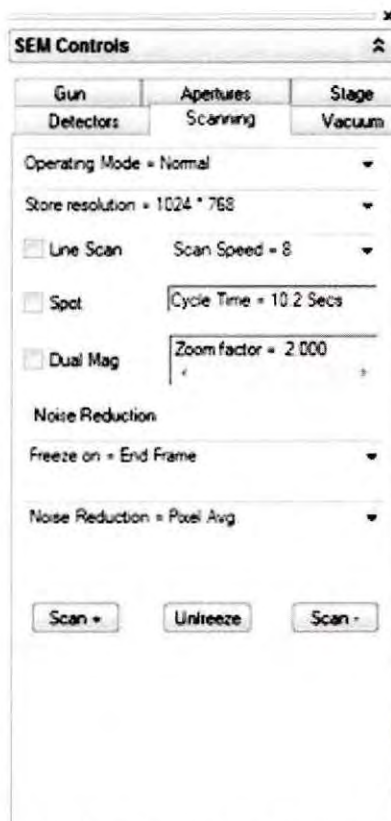 SEM Controls
Gun Apertures Stage
Detectors Scanning Vacuum
Operating Mode = Normal
Store resolution = 1024 * 768
Line Scan Scan Speed = 8
Spot Cycle Time = 10.2 Secs
Dual Mag Zoom factor = 2.000
Noise Reduction
Freeze on = End Frame
Noise Reduction = Pixel Avg
Scan + Unfreeze Scan -